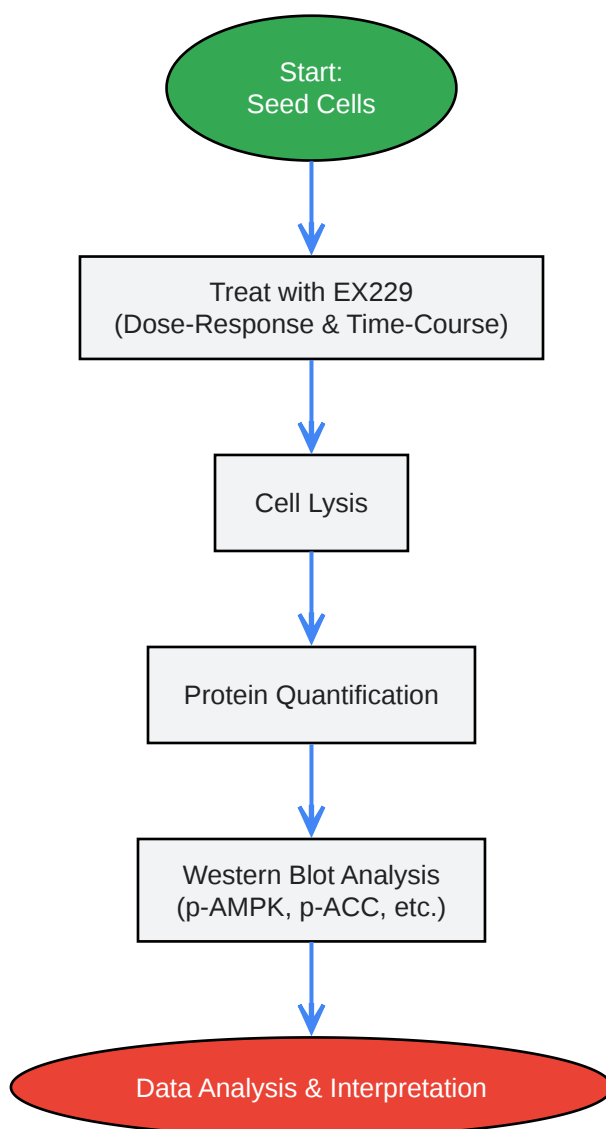 Start:
Seed Cells
Treat with EX229
(Dose-Response & Time-Course)
Cell Lysis
Protein Quantification
Western Blot Analysis
(p-AMPK, p-ACC, etc.)
Data Analysis & Interpretation